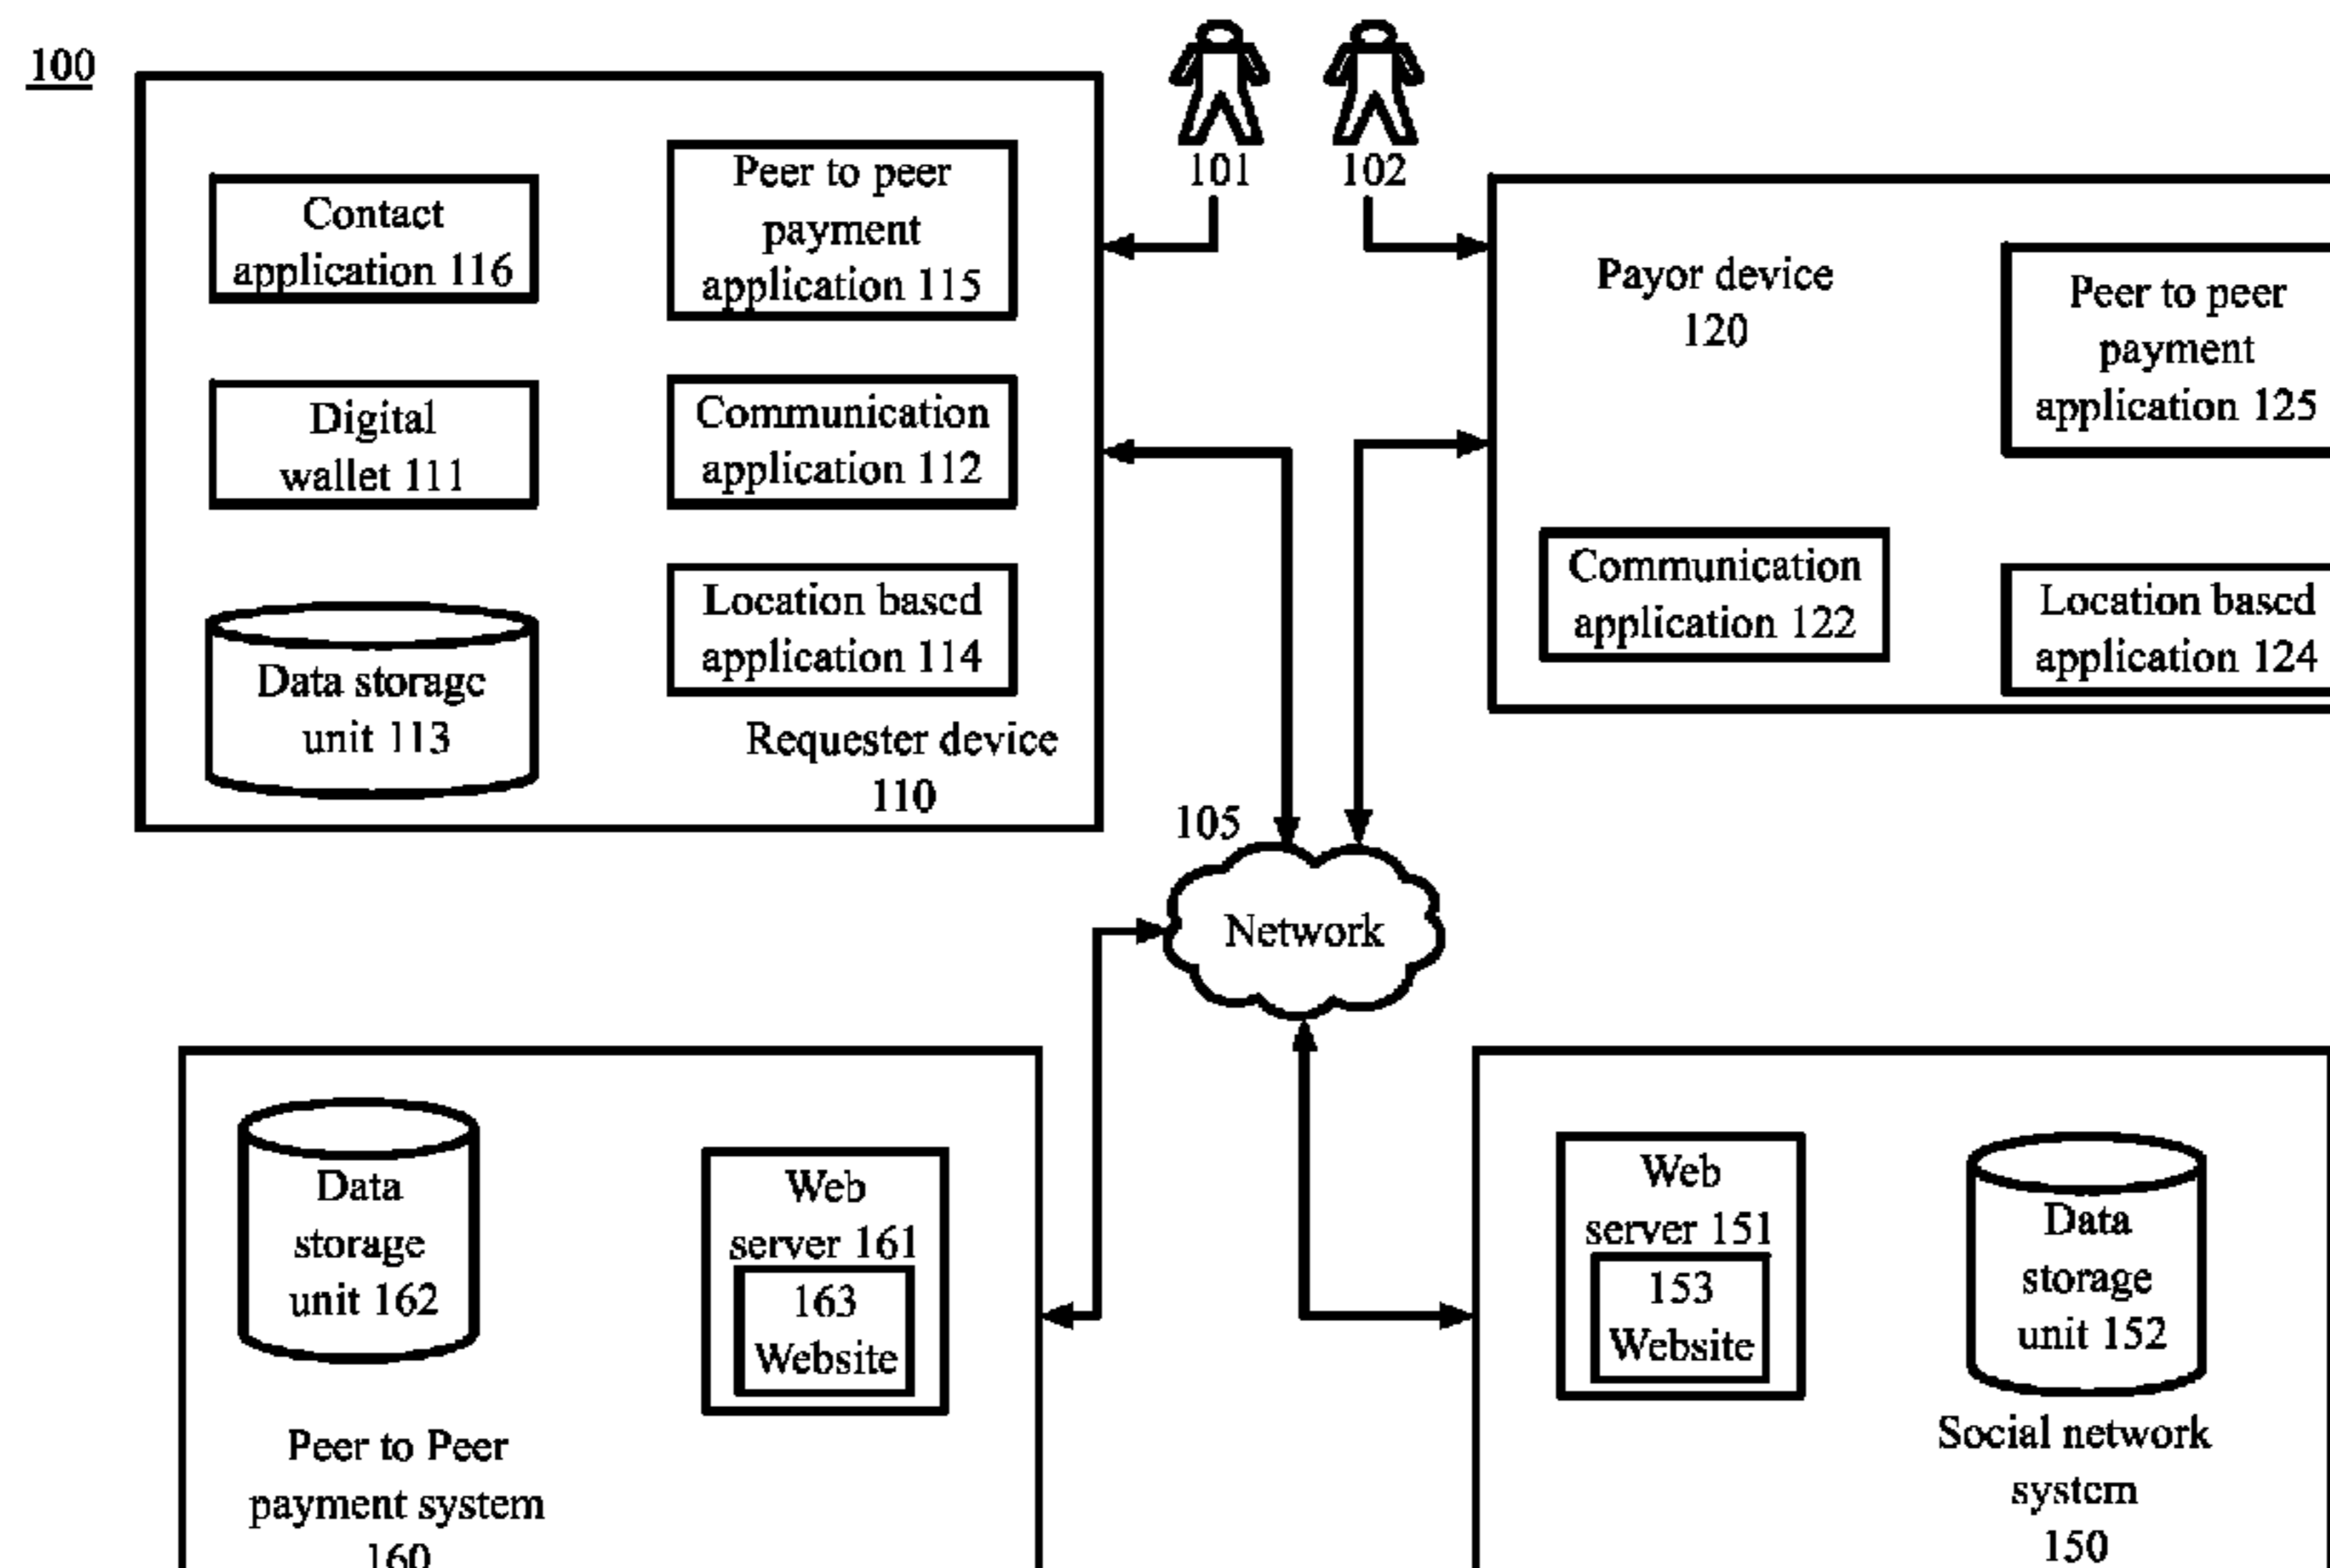 100
101
102
Contact
application 116
Peer to peer
payment
application 115
Digital
wallet 111
Communication
application 112
Data storage
unit 113
Location based
application 114
Requester device
110
Payor device
120
Peer to peer
payment
application 125
Communication
application 122
Location based
application 124
105
Network
Data
storage
unit 162
Web
server 161
163
Website
Peer to Peer
payment system
160
Web
server 151
153
Website
Data
storage
unit 152
Social network
system
150